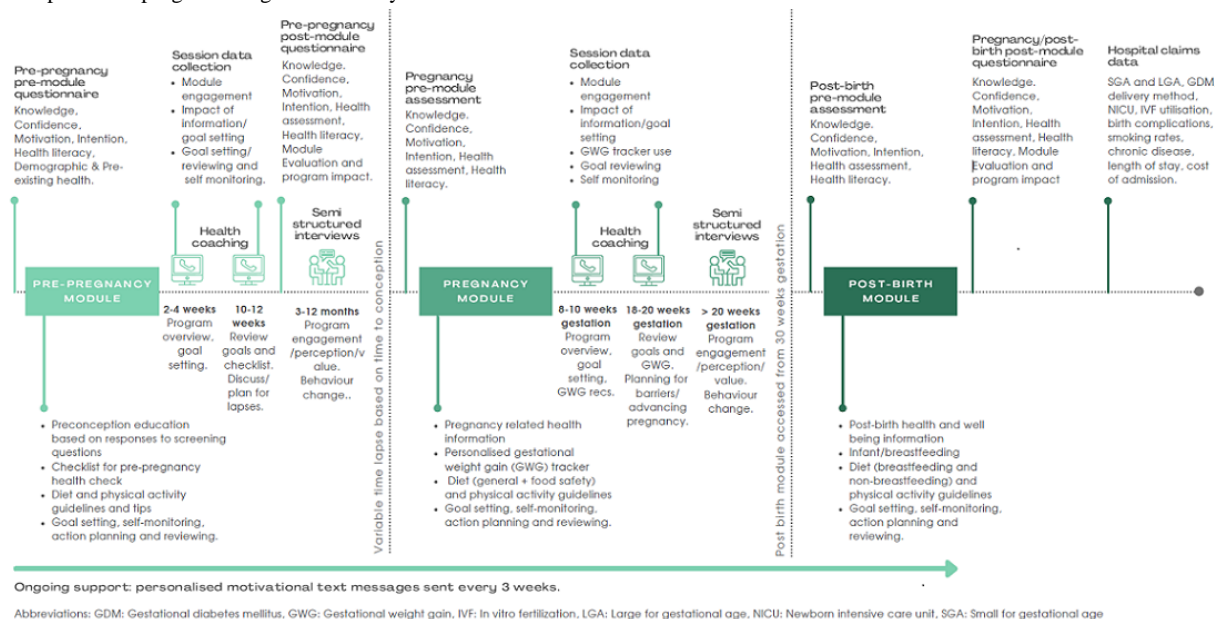 Pre-pregnancy
pre-module
questionnaire
Knowledge,
Confidence,
Motivation, Intention,
Health literacy,
Demographic & Pre-
existing health.
Session data
collection
• Module
engagement
• Impact of
information/
goal setting
• Goal setting/
reviewing and
self monitoring.
Pre-pregnancy
post-module
questionnaire
Knowledge.
Confidence,
Motivation,
Intention, Health
assessment,
Health literacy,
Module
Evaluation and
program impact.
Health
coaching
Semi
structured
interviews
PRE-PREGNANCY
MODULE
2-4 weeks
Program
overview,
goal
setting.
10-12
weeks
Review
goals and
checklist.
Discuss/
plan for
lapses.
3-12 months
Program
engagement
/perception/v
alue.
Behaviour
change..
• Preconception education
based on responses to screening
questions
• Checklist for pre-pregnancy
health check
• Diet and physical activity
guidelines and tips
• Goal setting, self-monitoring,
action planning and reviewing.
Variable time lapse based on time to conception
Pregnancy
pre-module
assessment
Knowledge.
Confidence,
Motivation,
Intention, Health
assessment, Health
literacy.
Session data
collection
• Module
engagement
• Impact of
information/goal
setting
• GWG tracker use
• Goal reviewing
• Self monitoring
Health
coaching
Semi
structured
interviews
PREGNANCY
MODULE
8-10 weeks
gestation
Program
overview,
goal
setting,
GWG recs.
18-20 weeks
gestation
Review
goals and
GWG.
Planning for
barriers/
advancing
pregnancy.
> 20 weeks
gestation
Program
engagement
/perception/
value.
Behaviour
change.
• Pregnancy related health
information
• Personalised gestational
weight gain (GWG) tracker
• Diet (general + food safety)
and physical activity guidelines
• Goal setting, self-monitoring,
action planning and reviewing.
Post birth module accessed from 30 weeks gestation
Post-birth
pre-module
assessment
Knowledge.
Confidence,
Motivation, Intention,
Health assessment,
Health literacy.
Pregnancy/post-
birth post-module
questionnaire
Knowledge.
Confidence,
Motivation,
Intention, Health
assessment, Health
literacy, Module
Evaluation and
program impact
Hospital claims
data
SGA and LGA, GDM
delivery method,
NICU, IVF utilisation,
birth complications,
smoking rates,
chronic disease,
length of stay, cost
of admission.
POST-BIRTH
MODULE
• Post-birth health and well
being information
• Infant/breastfeeding
• Diet (breastfeeding and
non-breastfeeding) and
physical activity guidelines
• Goal setting, self-monitoring,
action planning and
reviewing.
Ongoing support: personalised motivational text messages sent every 3 weeks.
Abbreviations: GDM: Gestational diabetes mellitus, GWG: Gestational weight gain, IVF: In vitro fertilization, LGA: Large for gestational age, NICU: Newborn intensive care unit, SGA: Small for gestational age